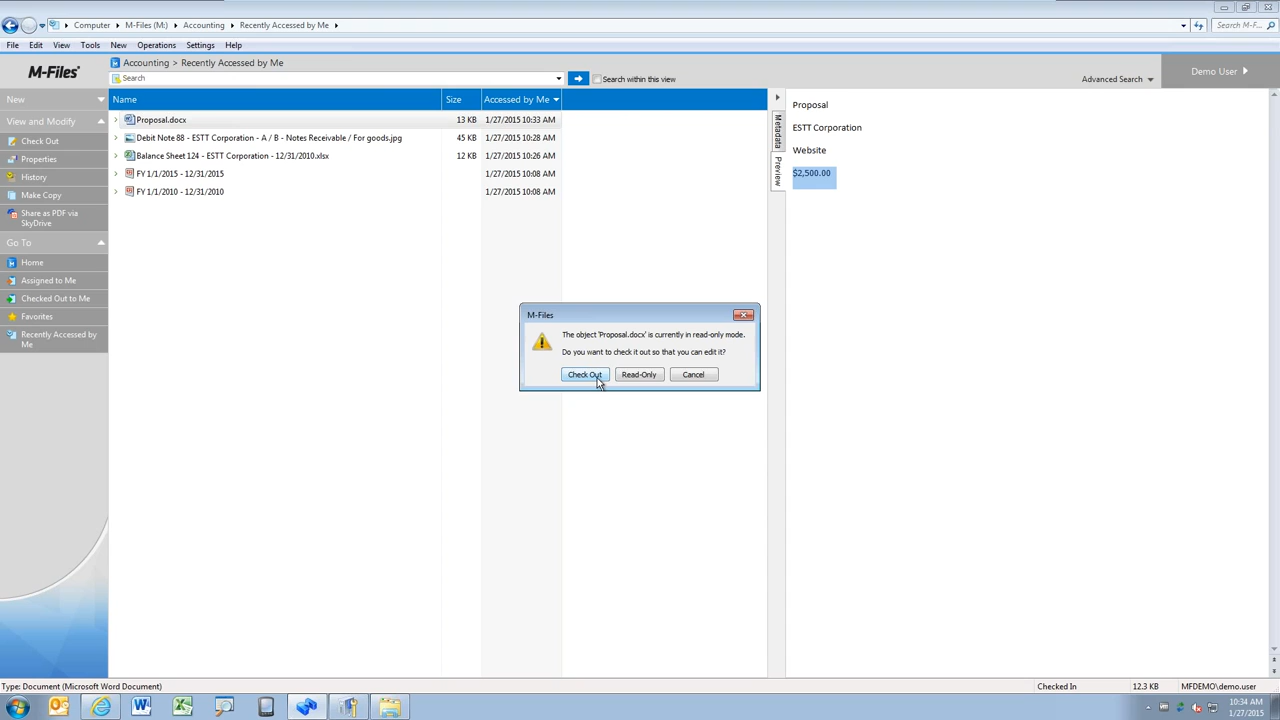 Computer ▸ M-Files (M:) ▸ Accounting ▸ Recently Accessed by Me ▸
Search M-F...
File Edit View Tools New Operations Settings Help
M-Files
Accounting > Recently Accessed by Me
Search
Search within this view
Advanced Search
Demo User
New
View and Modify
Check Out
Properties
History
Make Copy
Share as PDF via
SkyDrive
Go To
Home
Assigned to Me
Checked Out to Me
Favorites
Recently Accessed by
Me
Name Size Accessed by Me
Proposal.docx 13 KB 1/27/2015 10:33 AM
Debit Note 88 - ESTT Corporation - A / B - Notes Receivable / For goods.jpg 45 KB 1/27/2015 10:28 AM
Balance Sheet 124 - ESTT Corporation - 12/31/2010.xlsx 12 KB 1/27/2015 10:26 AM
FY 1/1/2015 - 12/31/2015 1/27/2015 10:08 AM
FY 1/1/2010 - 12/31/2010 1/27/2015 10:08 AM
M-Files
The object 'Proposal.docx' is currently in read-only mode.
Do you want to check it out so that you can edit it?
Check Out Read-Only Cancel
Metadata
Preview
Proposal
ESTT Corporation
Website
$2,500.00
Type: Document (Microsoft Word Document) Checked In 12.3 KB MFDEMO\demo.user
10:34 AM
1/27/2015